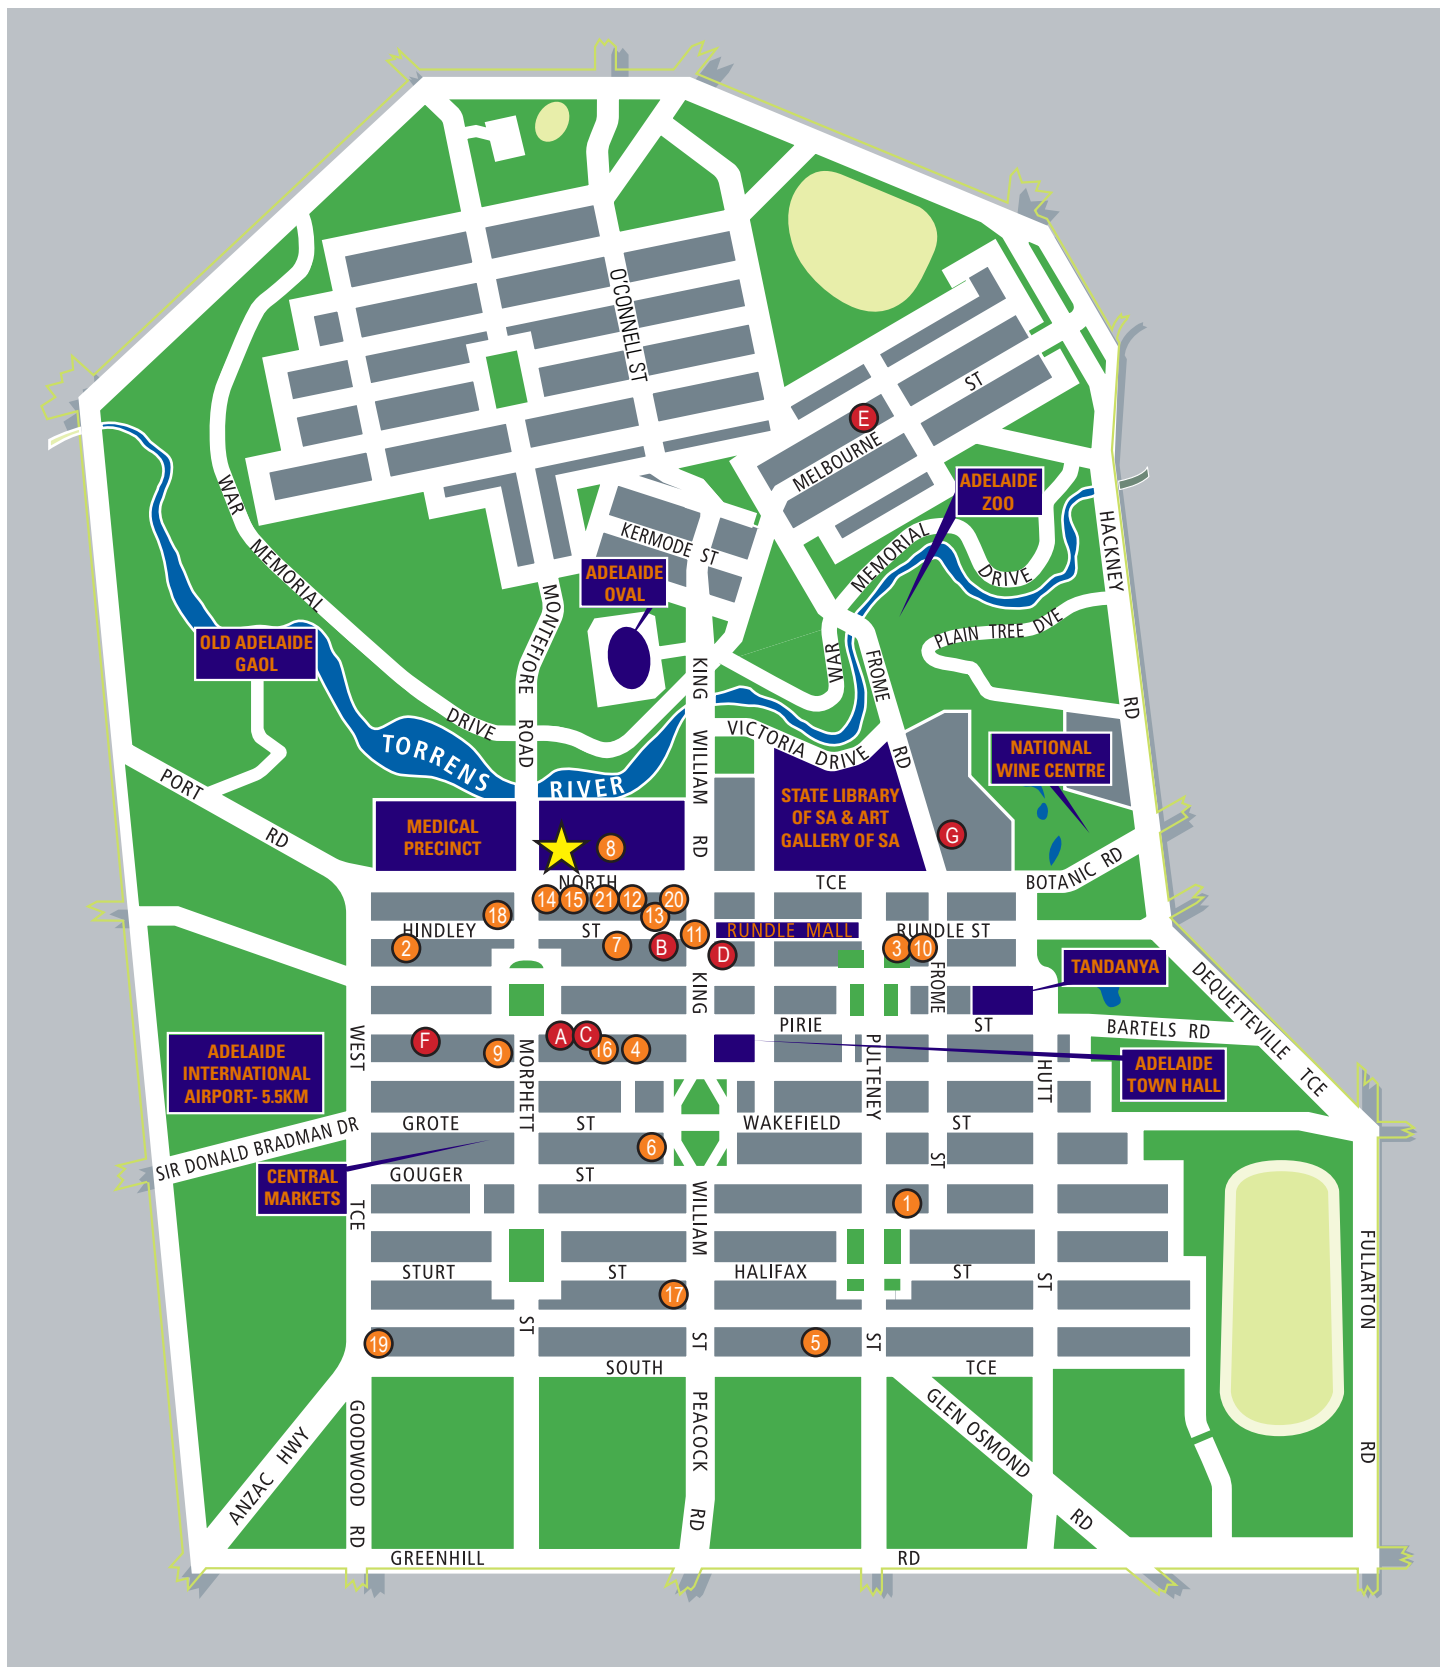 O'CONNELL ST
ST
E
MELBOURNE
ADELAIDE
ZOO
WAR
MEMORIAL
DRIVE
HACKNEY
RD
KERMODE ST
ADELAIDE
OVAL
MEMORIAL
DRIVE
MONTEFIORE ROAD
PLAIN TREE DVE
OLD ADELAIDE
GAOL
WAR
FROME
RD
KING
WILLIAM
RD
VICTORIA DRIVE
TORRENS
RIVER
NATIONAL
WINE CENTRE
PORT
RD
STATE LIBRARY
OF SA & ART
GALLERY OF SA
MEDICAL
PRECINCT
8
G
NORTH
TCE
BOTANIC RD
14
15
21
12
20
18
13
HINDLEY
ST
11
RUNDLE MALL
RUNDLE ST
2
7
B
D
3
10
FROME
TANDANYA
DEQUETTEVILLE TCE
KING
PIRIE
ST
BARTELS RD
WEST
F
A
C
16
4
9
MORPHETT
PULTENEY
HUTT
ADELAIDE
INTERNATIONAL
AIRPORT- 5.5KM
ADELAIDE
TOWN HALL
GROTE
ST
WAKEFIELD
ST
SIR DONALD BRADMAN DR
6
ST
CENTRAL
MARKETS
GOUGER
ST
TCE
WILLIAM
1
STURT
ST
HALIFAX
ST
ST
FULLARTON
17
19
ST
ST
5
ST
SOUTH
TCE
GOODWOOD RD
PEACOCK
RD
GLEN OSMOND
RD
RD
ANZAC HWY
GREENHILL
RD